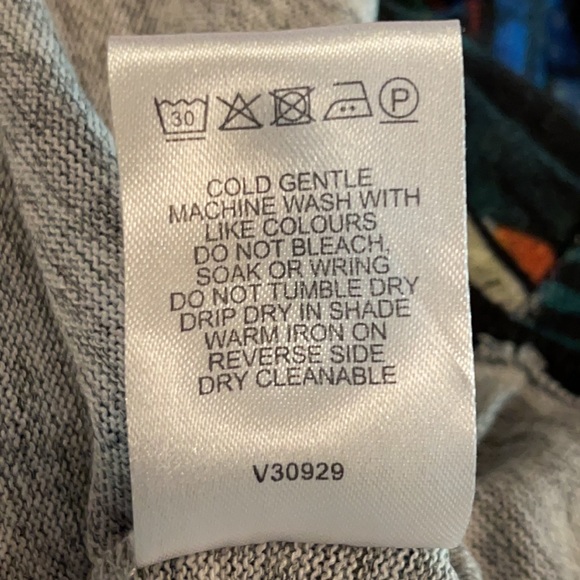 30 P
COLD GENTLE
MACHINE WASH WITH
LIKE COLOURS
DO NOT BLEACH,
SOAK OR WRING
DO NOT TUMBLE DRY
DRIP DRY IN SHADE
WARM IRON ON
REVERSE SIDE
DRY CLEANABLE
V30929